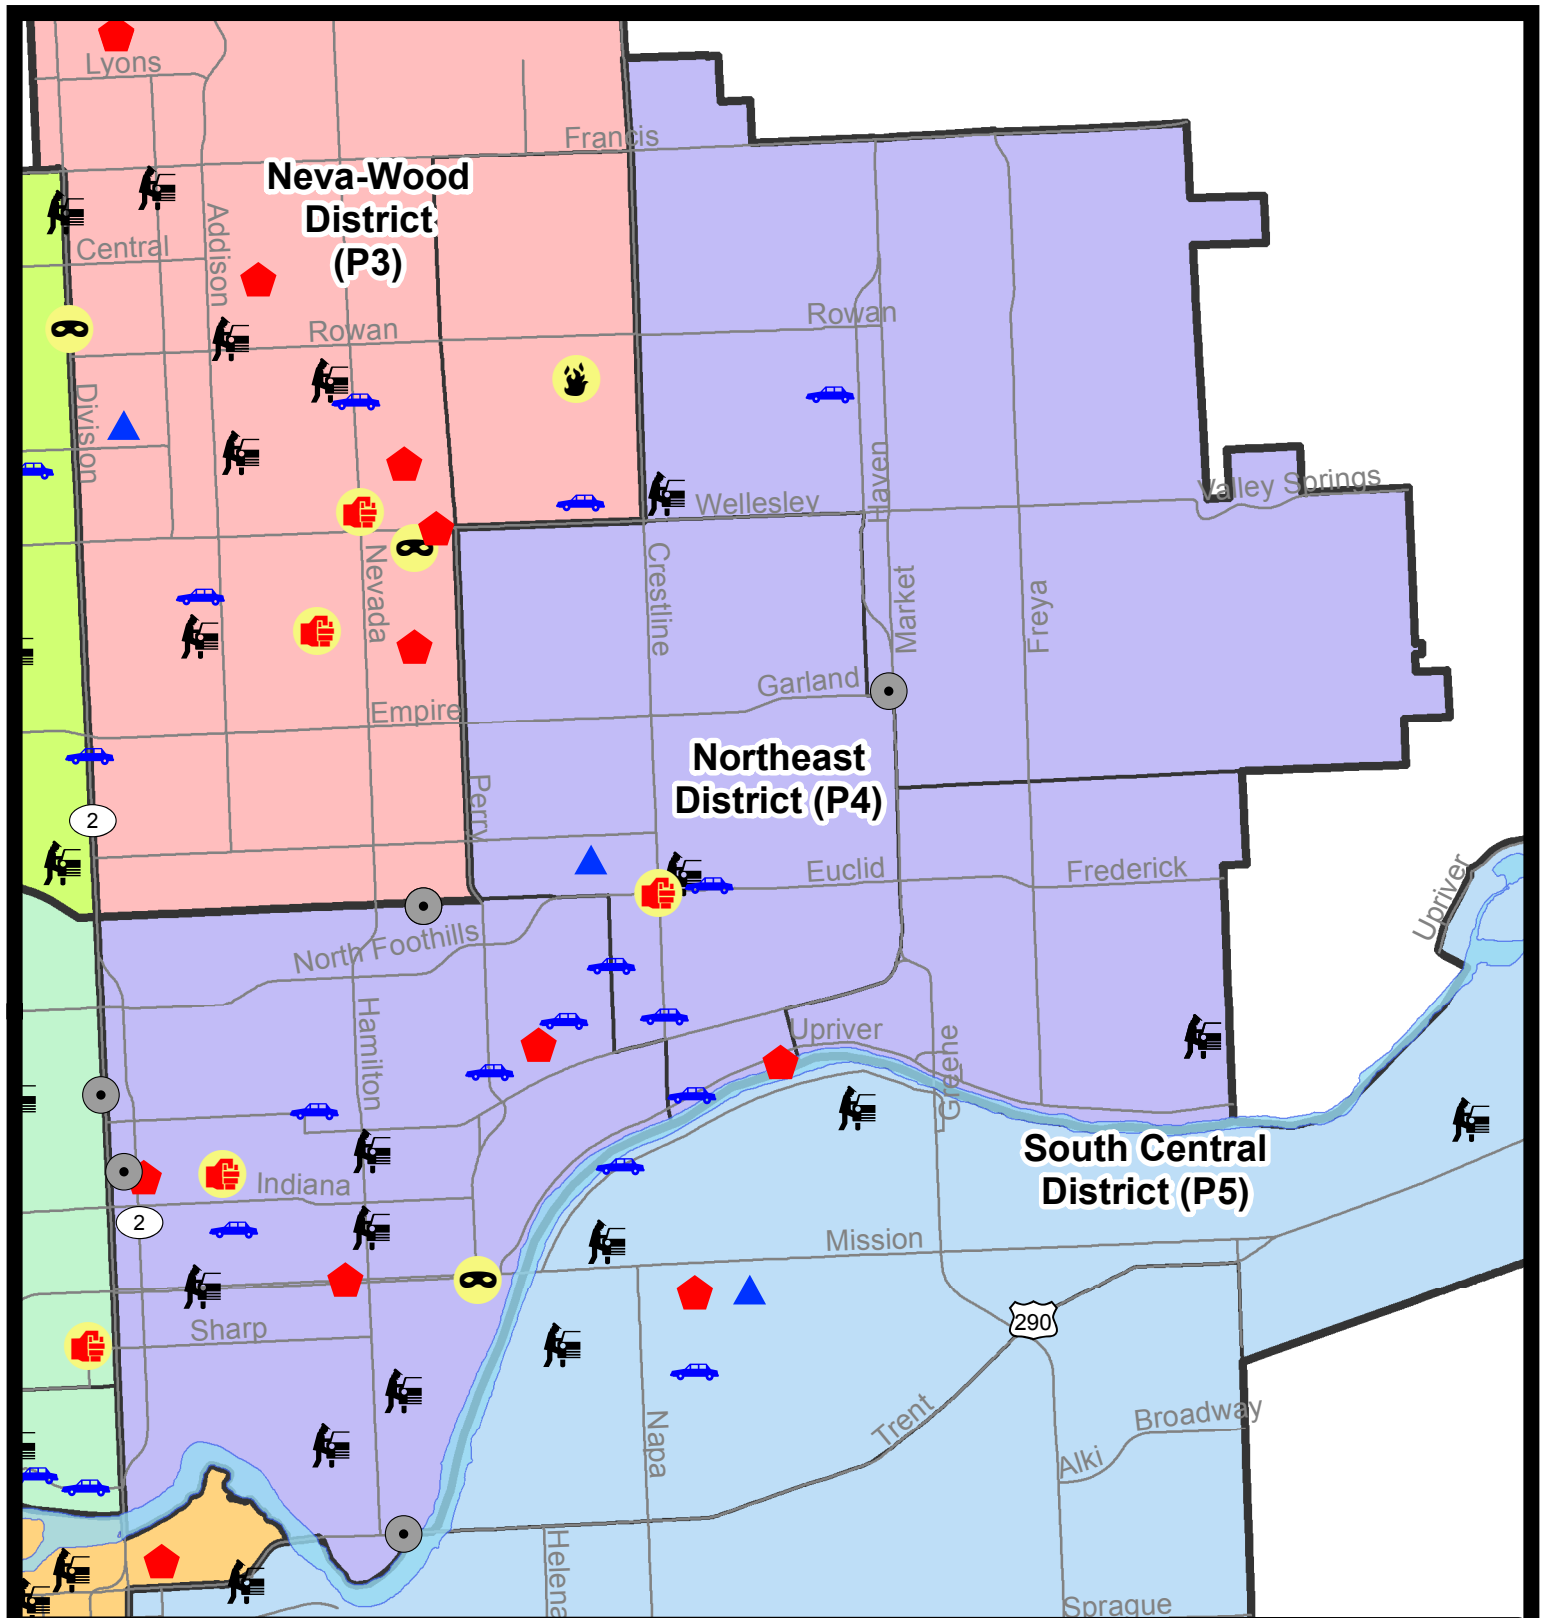 Lyons
Francis
Neva-Wood
District
(P3)
Addison
Central
Rowan
Rowan
Division
Haven
Wellesley
Valley Springs
Nevada
Crestline
Market
Freya
Garland
Empire
Northeast
District (P4)
Perry
2
Euclid
Frederick
Upriver
North Foothills
Hamilton
Upriver
Greene
South Central
District (P5)
Indiana
2
Mission
Sharp
290
Napa
Trent
Broadway
Alki
Helena
Sprague